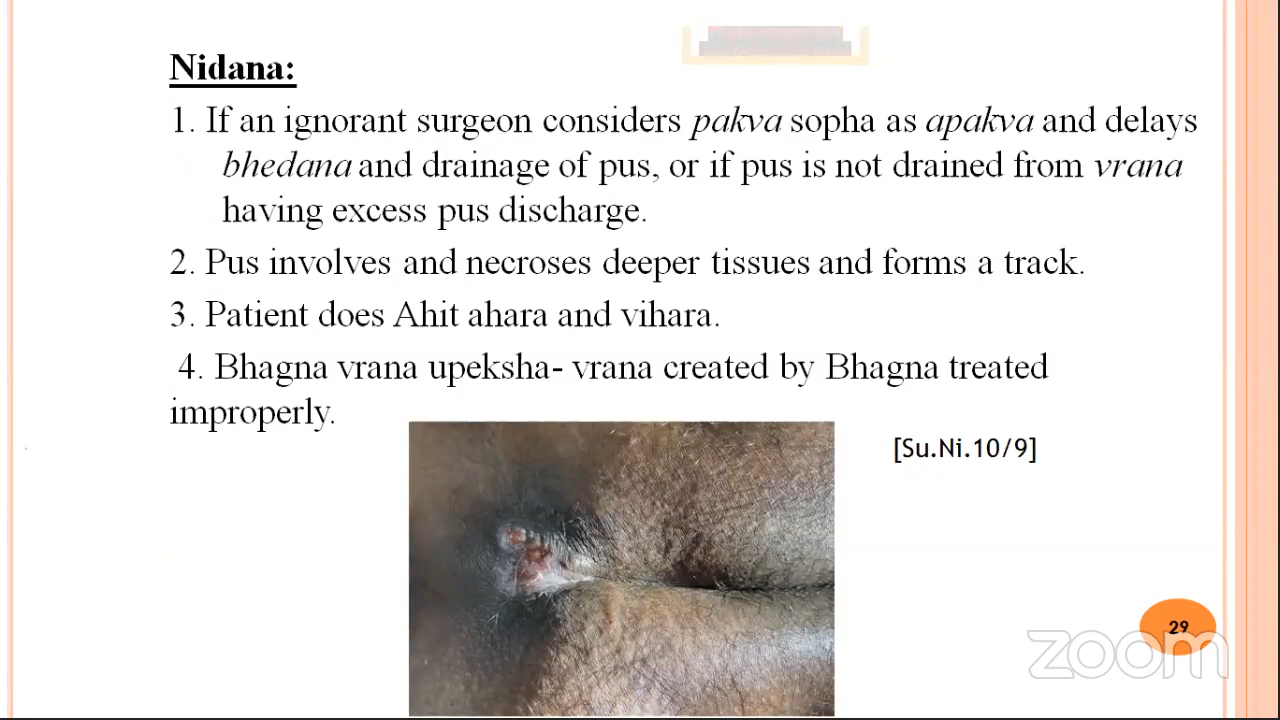 Nidana:
1. If an ignorant surgeon considers pakva sopha as apakva and delays
bhedana and drainage of pus, or if pus is not drained from vrana
having excess pus discharge.
2. Pus involves and necroses deeper tissues and forms a track.
3. Patient does Ahit ahara and vihara.
4. Bhagna vrana upeksha- vrana created by Bhagna treated
improperly.
[Su.Ni.10/9]
29
zoom